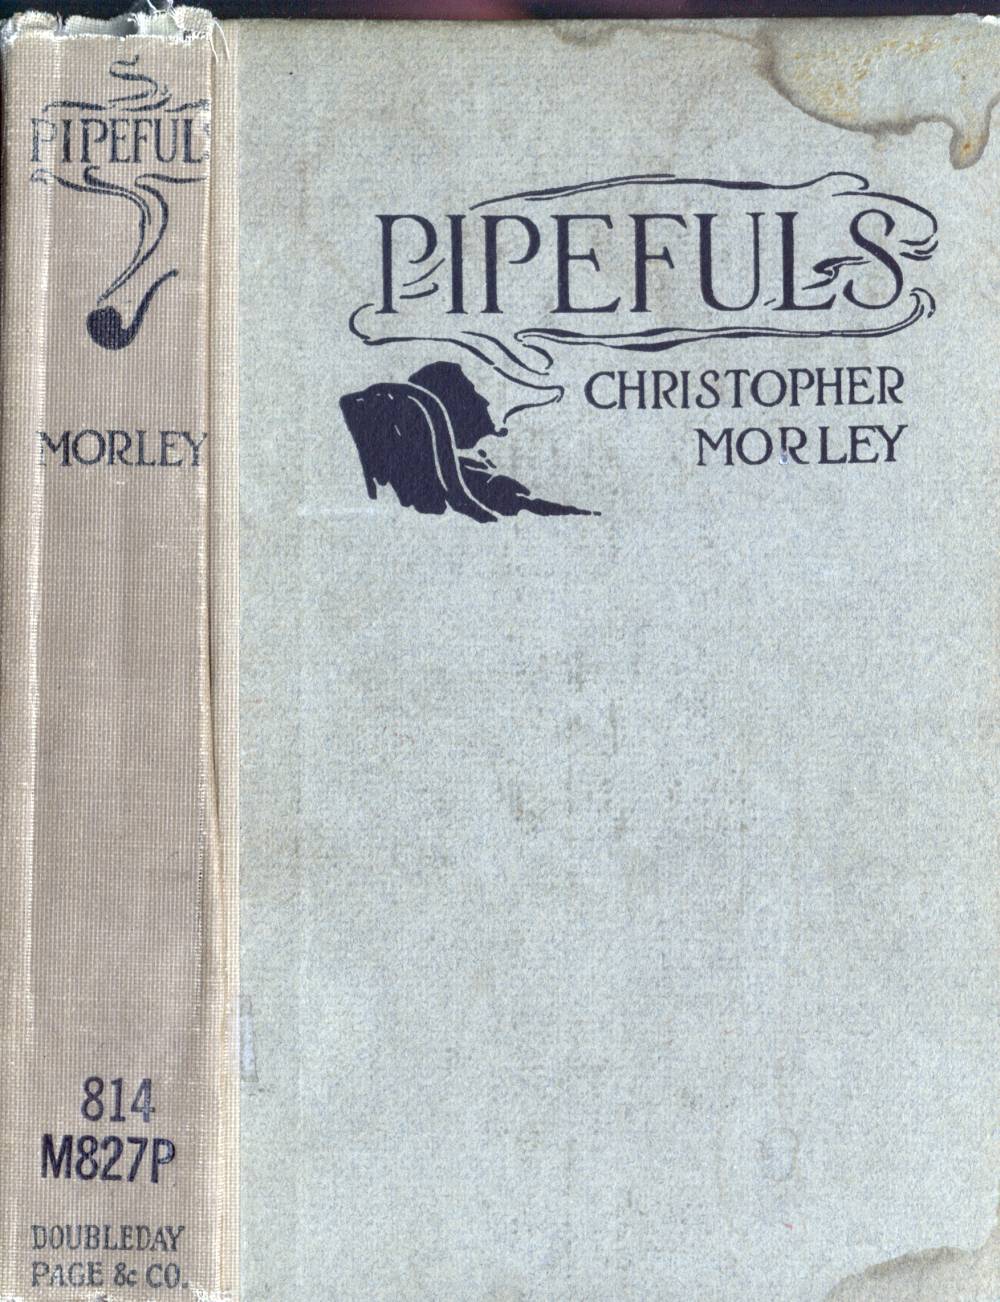 PIPEFULS
MORLEY
814
M827P
DOUBLEDAY
PAGE & CO.
PIPEFULS
CHRISTOPHER
MORLEY